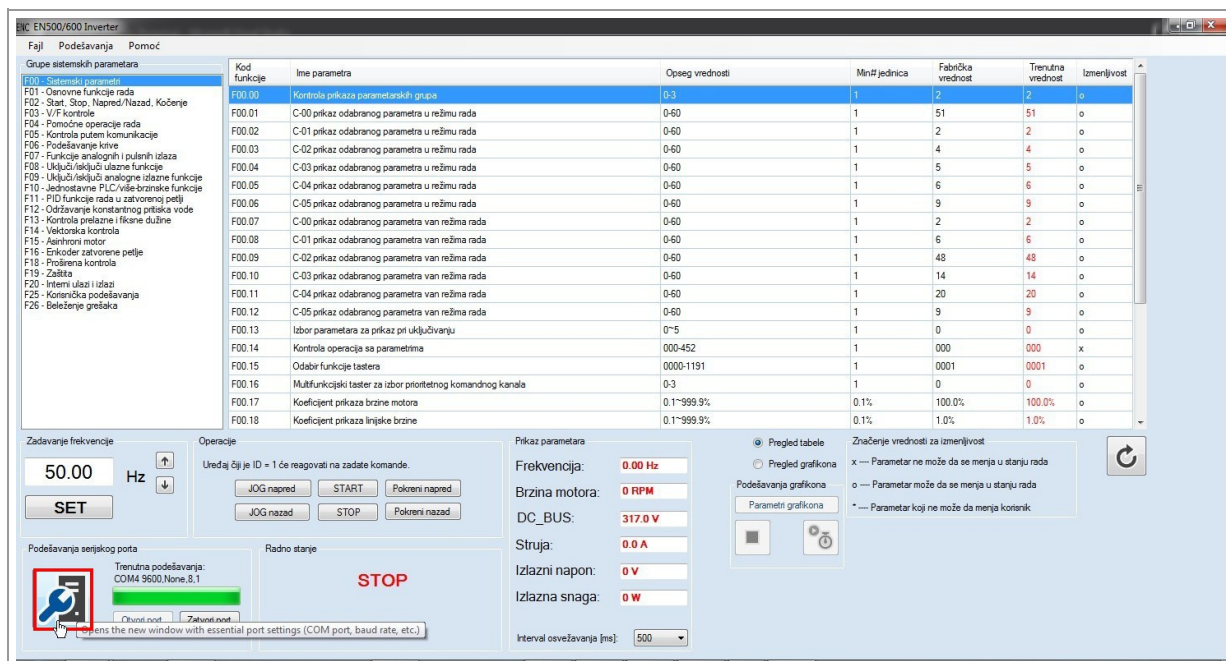 ENC EN500/600 Inverter
Fajl Podešavanja Pomoć
Grupe sistemskih parametara
F00 - Sistemski parametri
F01 - Osnovne funkcije rada
F02 - Start, Stop, Napred/Nazad, Kočenje
F03 - V/F kontrole
F04 - Pomoćne operacije rada
F05 - Kontrola putem komunikacije
F06 - Podešavanje krive
F07 - Funkcije analognih i pulsnih izlaza
F08 - Uključi/isključi ulazne funkcije
F09 - Uključi/isključi analogne izlazne funkcije
F10 - Jednostavne PLC/više-brzinske funkcije
F11 - PID funkcije rada u zatvorenoj petlji
F12 - Održavanje konstantnog pritiska vode
F13 - Kontrola prelazne i fiksne dužine
F14 - Vektorska kontrola
F15 - Asinhroni motor
F16 - Enkoder zatvorene petlje
F18 - Proširena kontrola
F19 - Zaštita
F20 - Interni ulazi i izlazi
F25 - Korisnička podešavanja
F26 - Beleženje grešaka
Kod funkcije Ime parametra Opseg vrednosti Min# jedinica Fabrička vrednost Trenutna vrednost Izmenljivost
F00.00 Kontrola prikaza parametarskih grupa 0-3 1 2 2 o
F00.01 C-00 prikaz odabranog parametra u režimu rada 0-60 1 51 51 o
F00.02 C-01 prikaz odabranog parametra u režimu rada 0-60 1 2 2 o
F00.03 C-02 prikaz odabranog parametra u režimu rada 0-60 1 4 4 o
F00.04 C-03 prikaz odabranog parametra u režimu rada 0-60 1 5 5 o
F00.05 C-04 prikaz odabranog parametra u režimu rada 0-60 1 6 6 o
F00.06 C-05 prikaz odabranog parametra u režimu rada 0-60 1 9 9 o
F00.07 C-00 prikaz odabranog parametra van režima rada 0-60 1 2 2 o
F00.08 C-01 prikaz odabranog parametra van režima rada 0-60 1 6 6 o
F00.09 C-02 prikaz odabranog parametra van režima rada 0-60 1 48 48 o
F00.10 C-03 prikaz odabranog parametra van režima rada 0-60 1 14 14 o
F00.11 C-04 prikaz odabranog parametra van režima rada 0-60 1 20 20 o
F00.12 C-05 prikaz odabranog parametra van režima rada 0-60 1 9 9 o
F00.13 Izbor parametara za prikaz pri uključivanju 0~5 1 0 0 o
F00.14 Kontrola operacija sa parametrima 000-452 1 000 000 x
F00.15 Odabir funkcije tastera 0000-1191 1 0001 0001 o
F00.16 Multifunkcijski taster za izbor prioritetnog komandnog kanala 0-3 1 0 0 o
F00.17 Koeficijent prikaza brzine motora 0.1~999.9% 0.1% 100.0% 100.0% o
F00.18 Koeficijent prikaza linijske brzine 0.1~999.9% 0.1% 1.0% 1.0% o
Zadavanje frekvencije
50.00 Hz
SET
Operacije
Uređaj čiji je ID = 1 će reagovati na zadate komande.
JOG napred START Pokreni napred
JOG nazad STOP Pokreni nazad
Podešavanja serijskog porta
Trenutna podešavanja:
COM4 9600,None,8,1
Otvori port Zatvori port
Opens the new window with essential port settings (COM port, baud rate, etc.)
Radno stanje
STOP
Prikaz parametara
Frekvencija: 0.00 Hz
Brzina motora: 0 RPM
DC_BUS: 317.0 V
Struja: 0.0 A
Izlazni napon: 0 V
Izlazna snaga: 0 W
Interval osvežavanja [ms]: 500
Pregled tabele
Pregled grafikona
Podešavanja grafikona
Parametri grafikona
Značenje vrednosti za izmenljivost
x --- Parametar ne može da se menja u stanju rada
o --- Parametar može da se menja u stanju rada
* --- Parametar koji ne može da menja korisnik